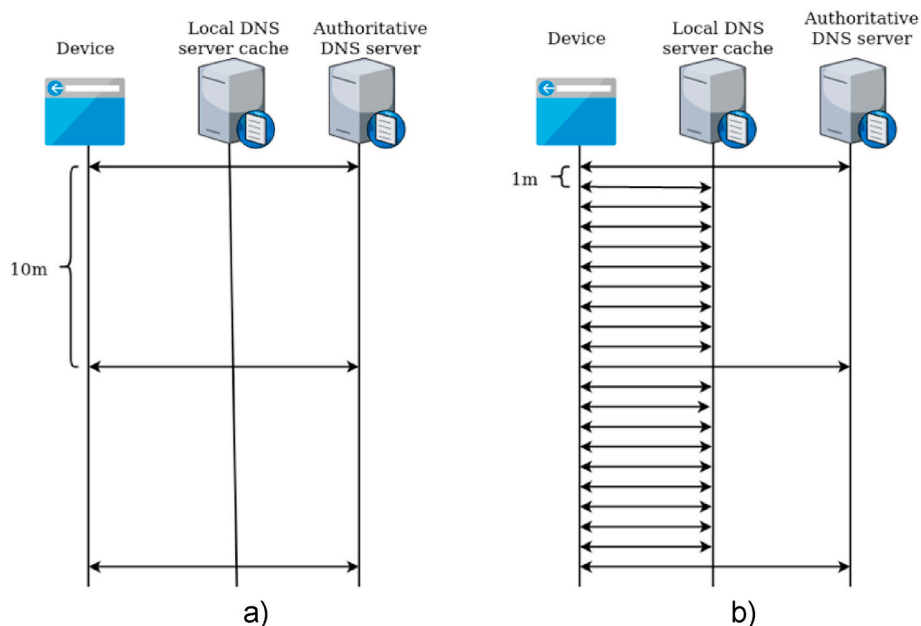 Device
Local DNS
server cache
Authoritative
DNS server
10m
a)
Device
Local DNS
server cache
Authoritative
DNS server
1m
b)